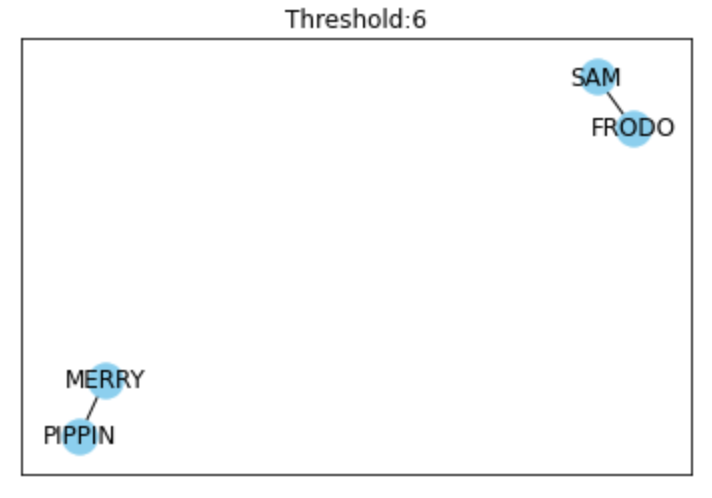 Threshold:6
SAM
FRODO
MERRY
PIPPIN